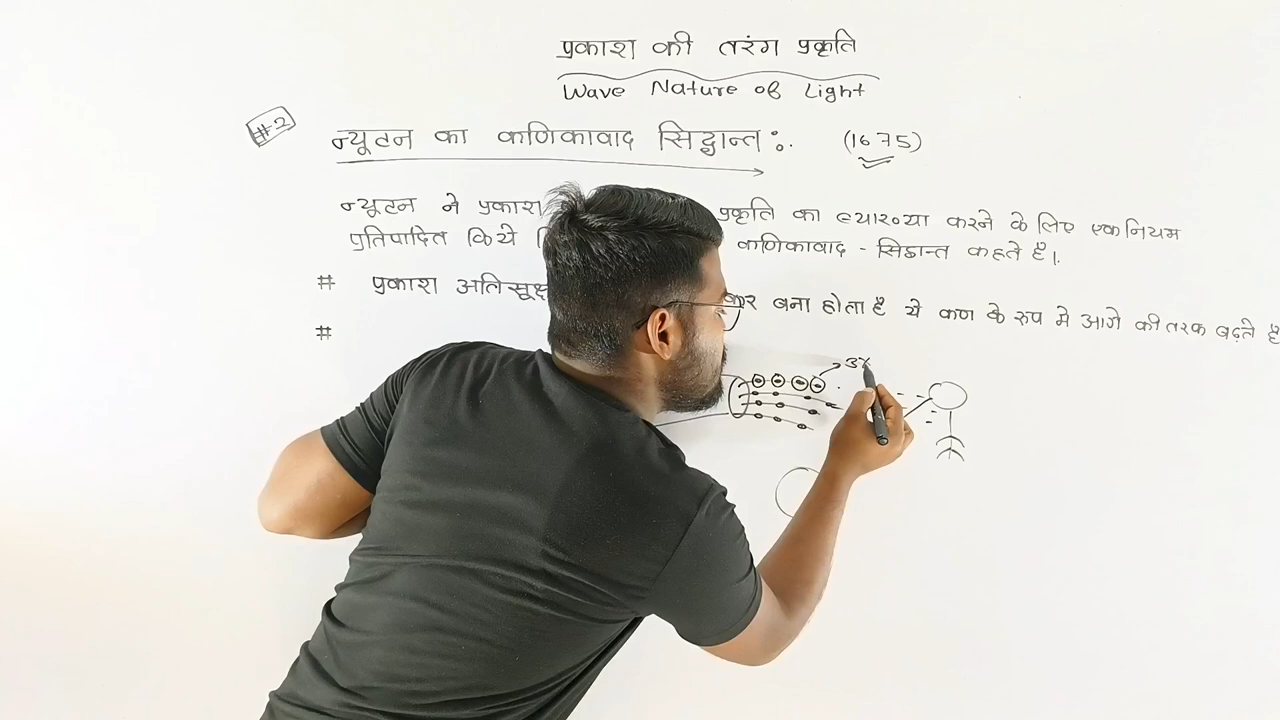 प्रकाश की तरंग प्रकृति
Wave Nature of Light
#2 न्यूटन का कणिकावाद सिद्धान्त :. (1675)
न्यूटन ने प्रकाश प्रकृति का व्याख्या करने के लिए एक नियम
प्रतिपादित किये कणिकावाद - सिद्धान्त कहते है।
# प्रकाश अतिसूक्ष्म कर बना होता है ये कण के रूप मे आगे की तरफ बढ़ते है
#